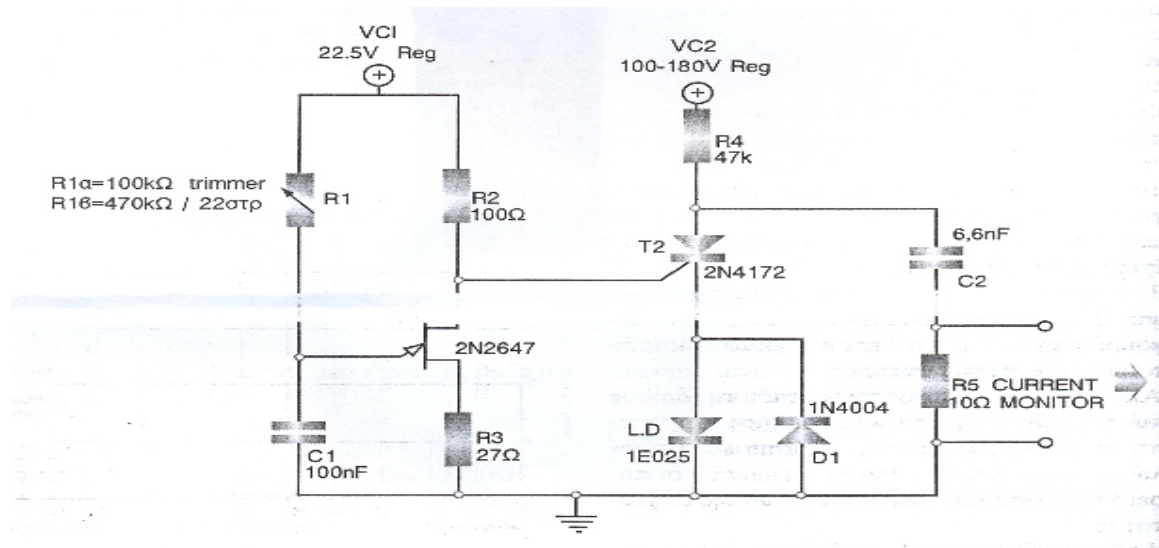 VCI
22.5V Reg
VC2
100-180V Reg
R4
47k
R1α=100kΩ trimmer
R1β=470kΩ / 22στρ
R1
R2
100Ω
T2
2N4172
6,6nF
C2
2N2647
R5 CURRENT
10Ω MONITOR
1N4004
L.D
1E025
D1
R3
27Ω
C1
100nF